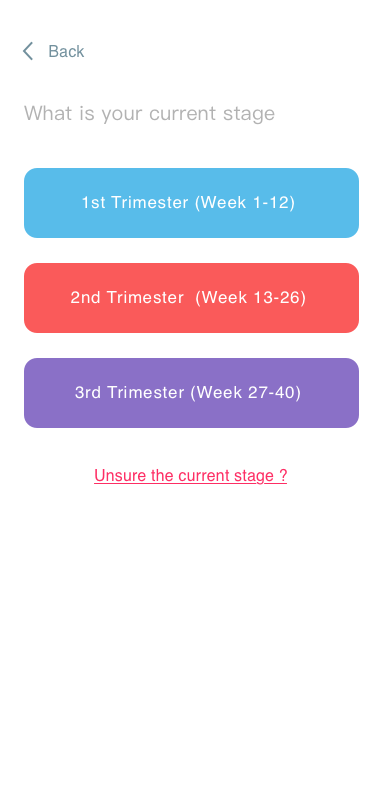 Back
What is your current stage
1st Trimester (Week 1-12)
2nd Trimester (Week 13-26)
3rd Trimester (Week 27-40)
Unsure the current stage ?